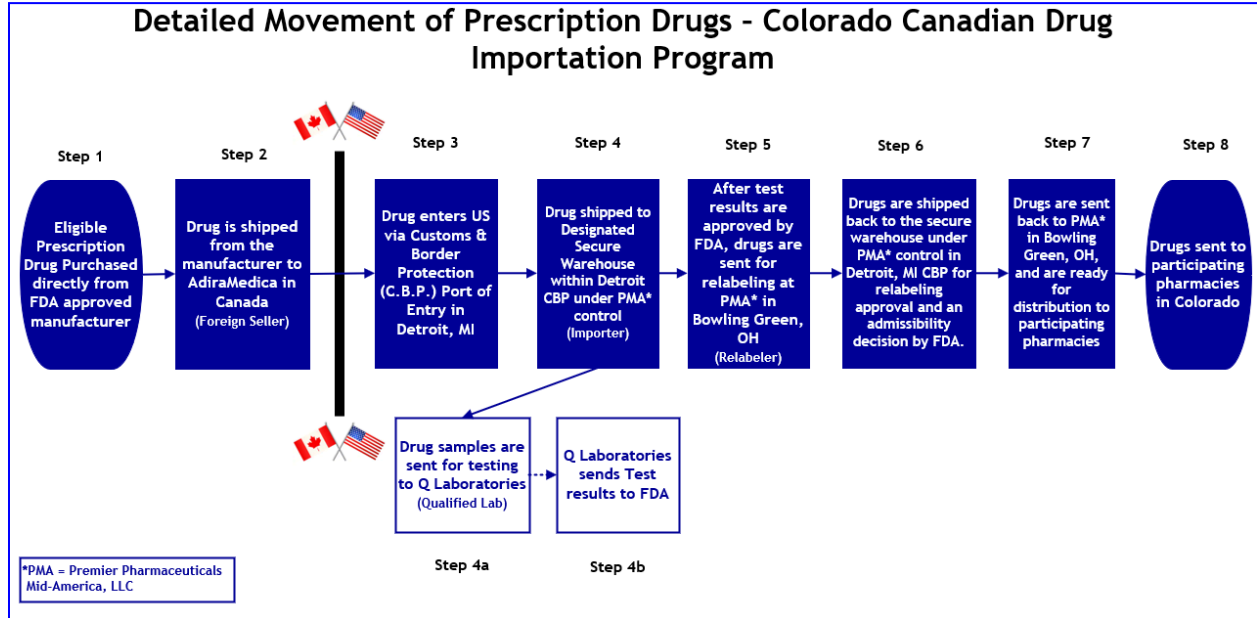 Detailed Movement of Prescription Drugs - Colorado Canadian Drug
Importation Program
Step 1
Eligible
Prescription
Drug Purchased
directly from
FDA approved
manufacturer
Step 2
Drug is shipped
from the
manufacturer to
AdiraMedica in
Canada
(Foreign Seller)
Step 3
Drug enters US
via Customs &
Border
Protection
(C.B.P.) Port of
Entry in
Detroit, MI
Step 4
Drug shipped to
Designated
Secure
Warehouse
within Detroit
CBP under PMA*
control
(Importer)
Step 5
After test
results are
approved by
FDA, drugs are
sent for
relabeling at
PMA* in
Bowling Green,
OH
(Relabeler)
Step 6
Drugs are shipped
back to the secure
warehouse under
PMA* control in
Detroit, MI CBP for
relabeling
approval and an
admissibility
decision by FDA.
Step 7
Drugs are sent
back to PMA*
in Bowling
Green, OH,
and are ready
for
distribution to
participating
pharmacies
Step 8
Drugs sent to
participating
pharmacies
in Colorado
Drug samples are
sent for testing
to Q Laboratories
(Qualified Lab)
Step 4a
Q Laboratories
sends Test
results to FDA
Step 4b
*PMA = Premier Pharmaceuticals
Mid-America, LLC